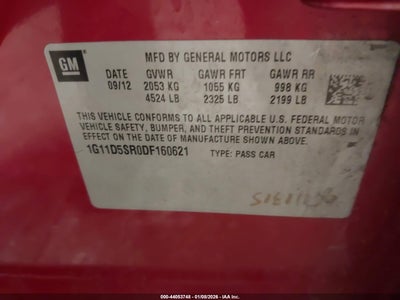 GM
MFD BY GENERAL MOTORS LLC
DATE GVWR GAWR FRT GAWR RR
09/12 2053 KG 1055 KG 998 KG
4524 LB 2325 LB 2199 LB
THIS VEHICLE CONFORMS TO ALL APPLICABLE U.S. FEDERAL MOTOR
VEHICLE SAFETY, BUMPER, AND THEFT PREVENTION STANDARDS IN
EFFECT ON THE DATE OF MANUFACTURE SHOWN ABOVE.
1G11D5SR0DF160621 TYPE: PASS CAR
Stock: 000-44053748 - 01/09/2026 - IAA, Inc.